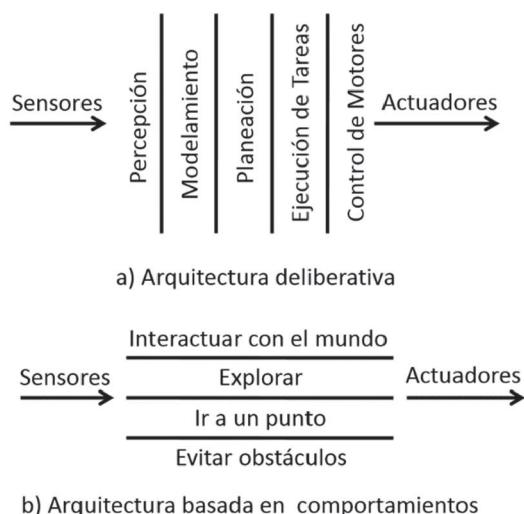 Sensores
Percepción
Modelamiento
Planeación
Ejecución de Tareas
Control de Motores
Actuadores
a) Arquitectura deliberativa
Interactuar con el mundo
Sensores
Explorar
Actuadores
Ir a un punto
Evitar obstáculos
b) Arquitectura basada en comportamientos